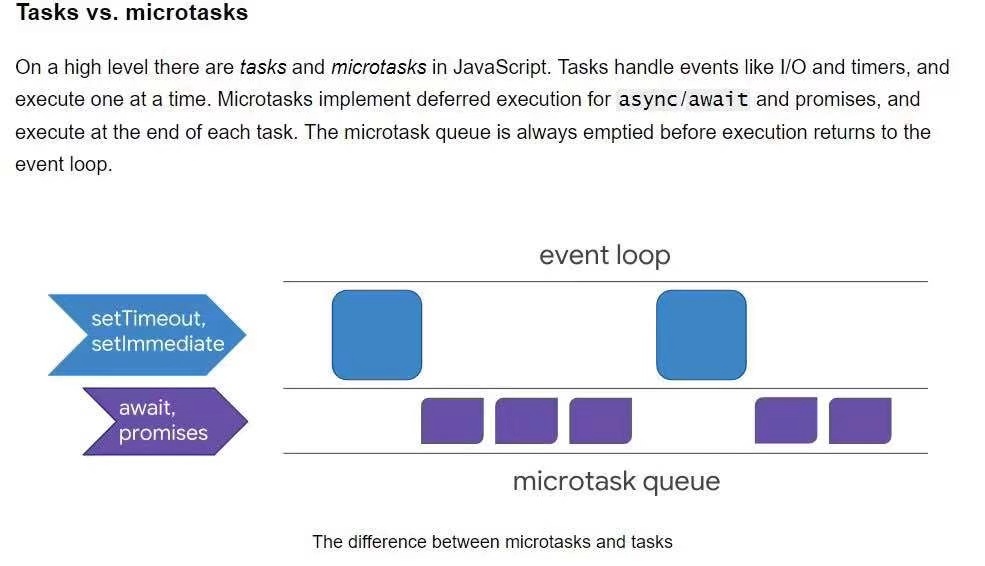 Tasks vs. microtasks
On a high level there are tasks and microtasks in JavaScript. Tasks handle events like I/O and timers, and
execute one at a time. Microtasks implement deferred execution for async/await and promises, and
execute at the end of each task. The microtask queue is always emptied before execution returns to the
event loop.
event loop
setTimeout,
setImmediate
await,
promises
microtask queue
The difference between microtasks and tasks